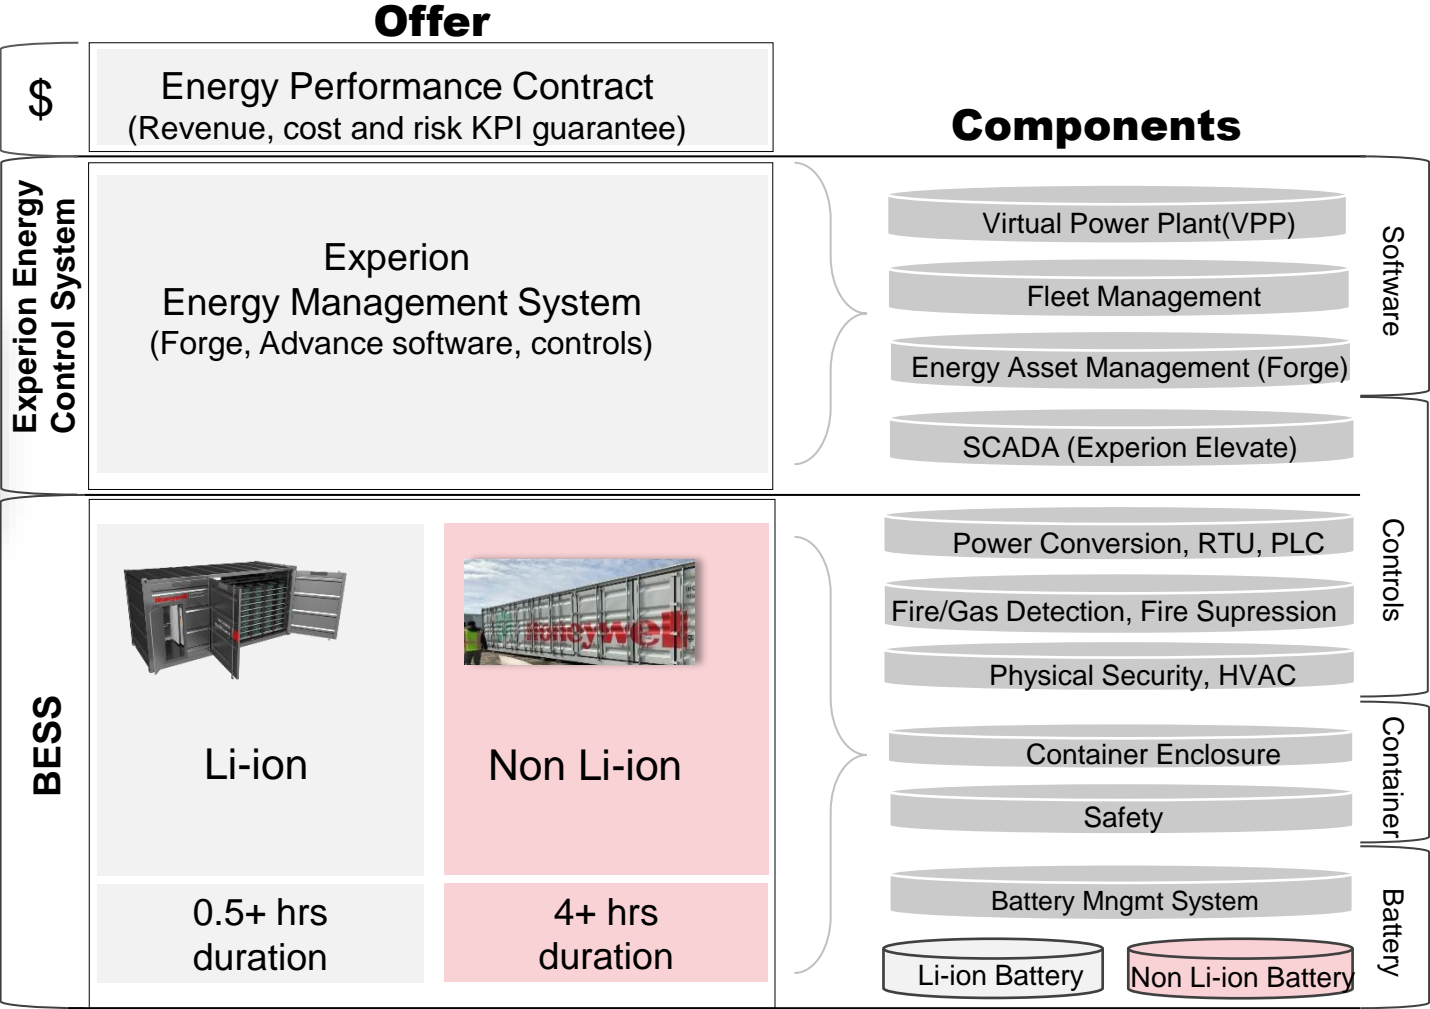 Offer
$
Energy Performance Contract
(Revenue, cost and risk KPI guarantee)
Components
Experion Energy
Control System
Experion
Energy Management System
(Forge, Advance software, controls)
Virtual Power Plant(VPP)
Fleet Management
Energy Asset Management (Forge)
SCADA (Experion Elevate)
Software
BESS
Honeywell
Li-ion
0.5+ hrs
duration
Honeywell
Non Li-ion
4+ hrs
duration
Power Conversion, RTU, PLC
Fire/Gas Detection, Fire Supression
Physical Security, HVAC
Controls
Container Enclosure
Safety
Container
Battery Mngmt System
Li-ion Battery
Non Li-ion Battery
Battery